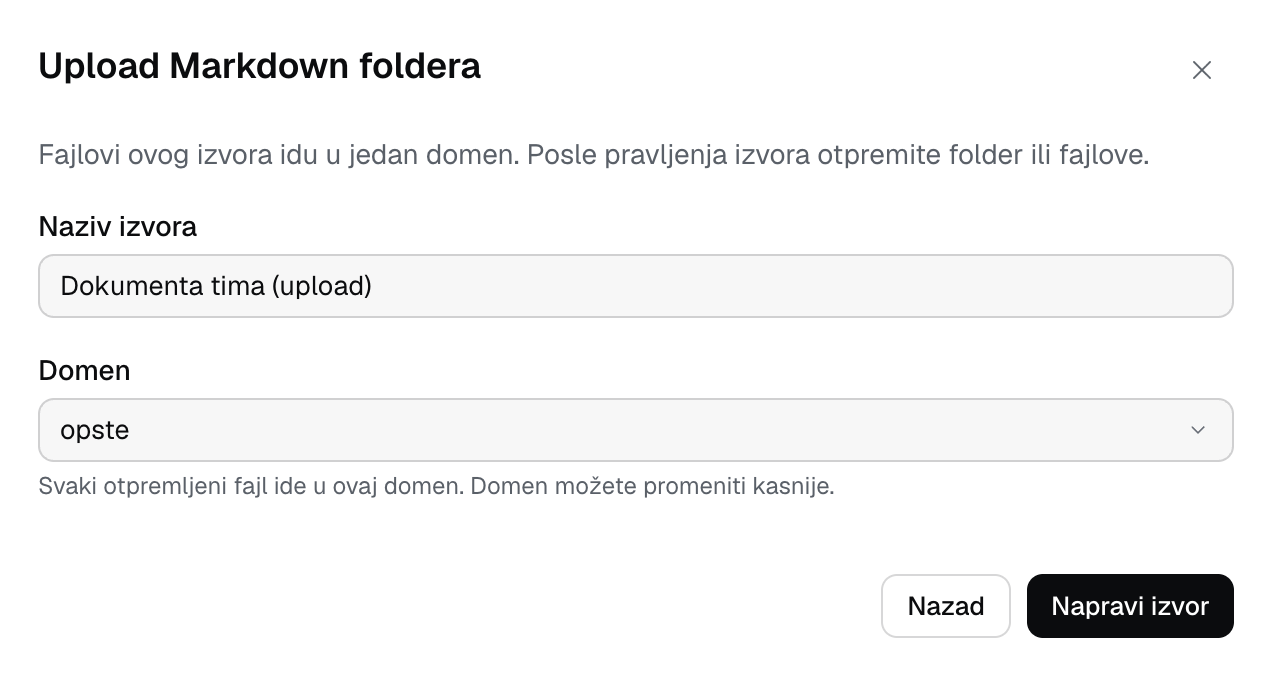 Upload Markdown foldera
Fajlovi ovog izvora idu u jedan domen. Posle pravljenja izvora otpremite folder ili fajlove.
Naziv izvora
Dokumenta tima (upload)
Domen
opste
Svaki otpremljeni fajl ide u ovaj domen. Domen možete promeniti kasnije.
Nazad
Napravi izvor